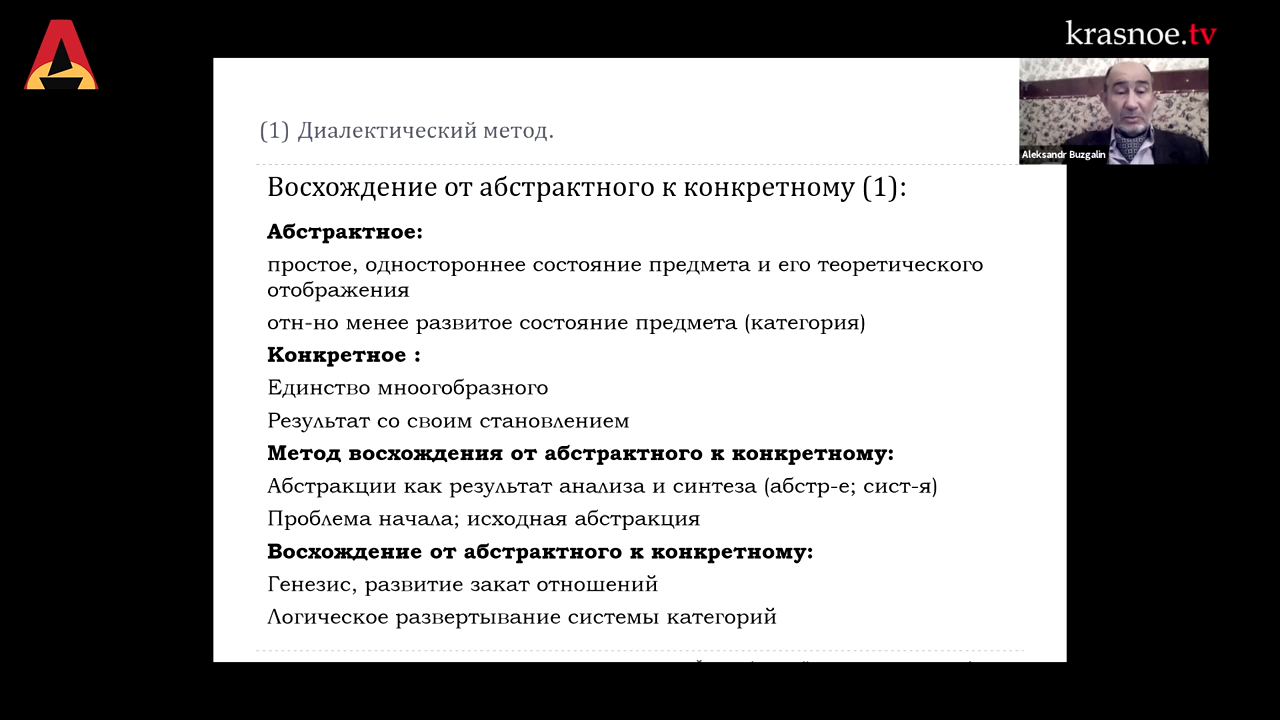 krasnoe.tv
Aleksandr Buzgalin
(1) Диалектический метод.
Восхождение от абстрактного к конкретному (1):
Абстрактное:
простое, одностороннее состояние предмета и его теоретического
отображения
отн-но менее развитое состояние предмета (категория)
Конкретное :
Единство мноогобразного
Результат со своим становлением
Метод восхождения от абстрактного к конкретному:
Абстракции как результат анализа и синтеза (абстр-е; сист-я)
Проблема начала; исходная абстракция
Восхождение от абстрактного к конкретному:
Генезис, развитие закат отношений
Логическое развертывание системы категорий